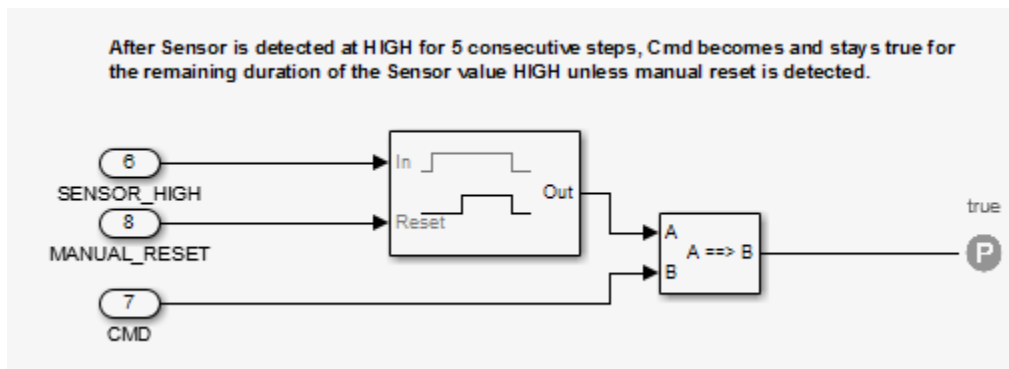 After Sensor is detected at HIGH for 5 consecutive steps, Cmd becomes and stays true for
the remaining duration of the Sensor value HIGH unless manual reset is detected.
6
SENSOR_HIGH
8
MANUAL_RESET
7
CMD
In
Out
Reset
A
A ==> B
B
true
P